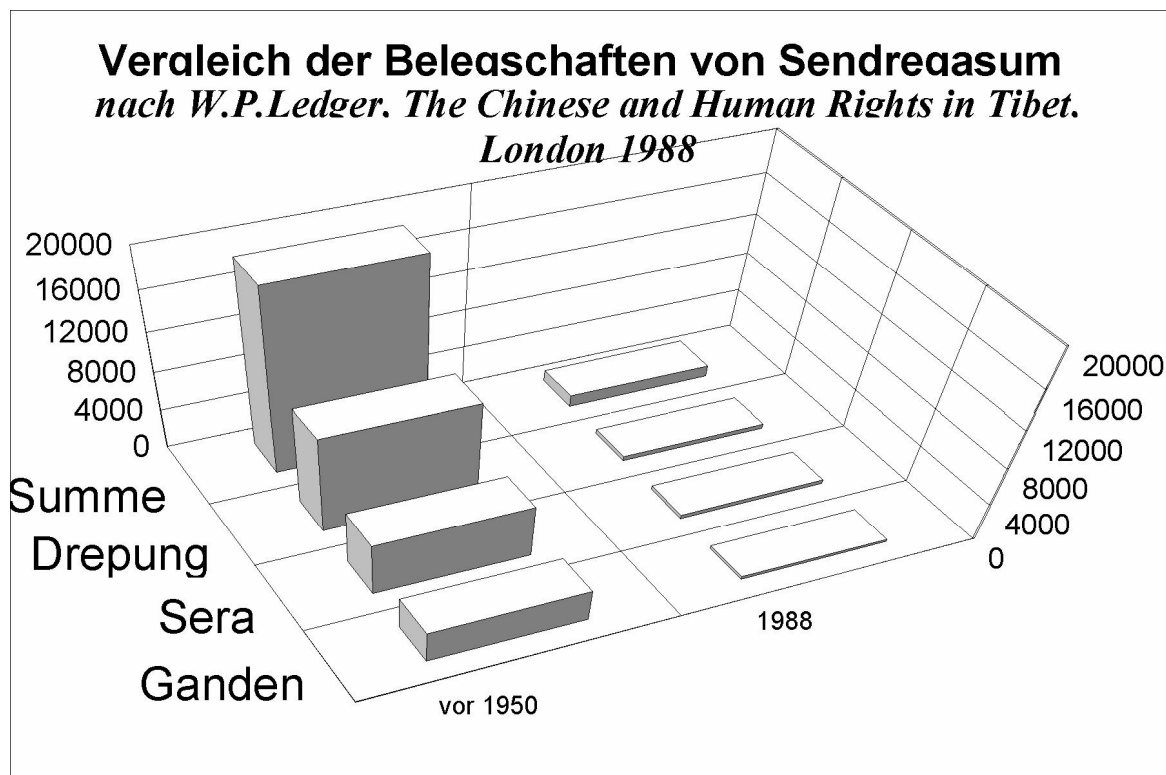 Vergleich der Belegschaften von Sendregasum
nach W.P.Ledger, The Chinese and Human Rights in Tibet,
London 1988
20000
16000
12000
8000
4000
0
20000
16000
12000
8000
4000
0
Summe
Drepung
Sera
Ganden
vor 1950
1988